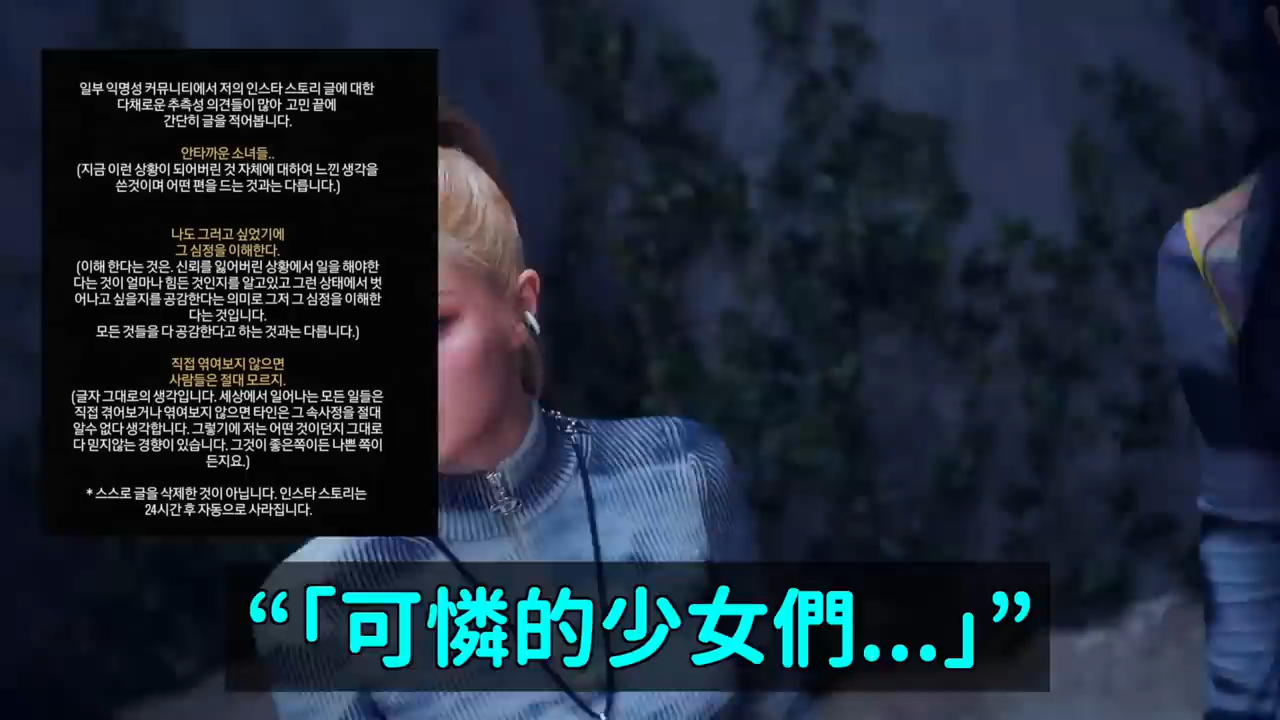 일부 익명성 커뮤니티에서 저의 인스타 스토리 글에 대한
다채로운 추측성 의견들이 많아 고민 끝에
간단히 글을 적어봅니다.
안타까운 소녀들..
(지금 이런 상황이 되어버린 것 자체에 대하여 느낀 생각을
쓴것이며 어떤 편을 드는 것과는 다릅니다.)
나도 그러고 싶었기에
그 심정을 이해한다.
(이해 한다는 것은. 신뢰를 잃어버린 상황에서 일을 해야한
다는 것이 얼마나 힘든 것인지를 알고있고 그런 상태에서 벗
어나고 싶을지를 공감한다는 의미로 그저 그 심정을 이해한
다는 것입니다.
모든 것들을 다 공감한다고 하는 것과는 다릅니다.)
직접 엮여보지 않으면
사람들은 절대 모르지.
(글자 그대로의 생각입니다. 세상에서 일어나는 모든 일들은
직접 겪어보거나 엮여보지 않으면 타인은 그 속사정을 절대
알수 없다 생각합니다. 그렇기에 저는 어떤 것이던지 그대로
다 믿지않는 경향이 있습니다. 그것이 좋은쪽이든 나쁜 쪽이
든지요.)
* 스스로 글을 삭제한 것이 아닙니다. 인스타 스토리는
24시간 후 자동으로 사라집니다.
“「可憐的少女們...」”